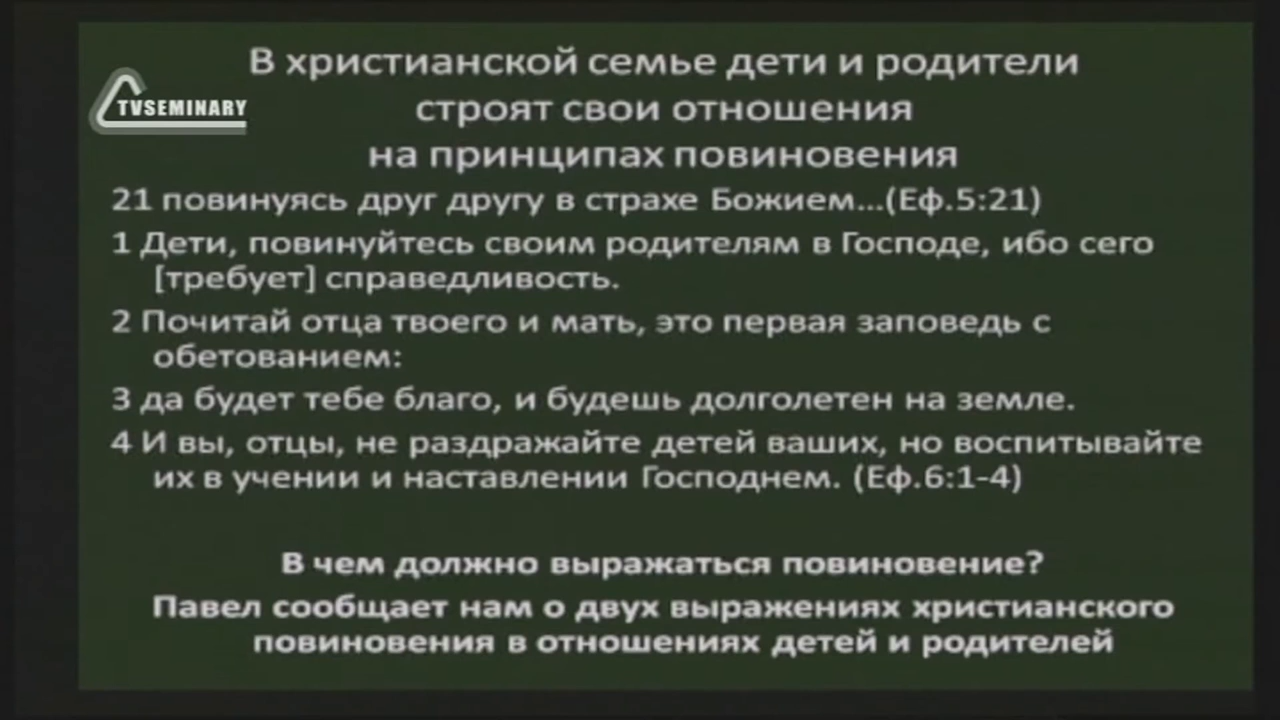 В христианской семье дети и родители
строят свои отношения
на принципах повиновения
TVSEMINARY
21 повинуясь друг другу в страхе Божием...(Еф.5:21)
1 Дети, повинуйтесь своим родителям в Господе, ибо сего
[требует] справедливость.
2 Почитай отца твоего и мать, это первая заповедь с
обетованием:
3 да будет тебе благо, и будешь долголетен на земле.
4 И вы, отцы, не раздражайте детей ваших, но воспитывайте
их в учении и наставлении Господнем. (Еф.6:1-4)
В чем должно выражаться повиновение?
Павел сообщает нам о двух выражениях христианского
повиновения в отношениях детей и родителей